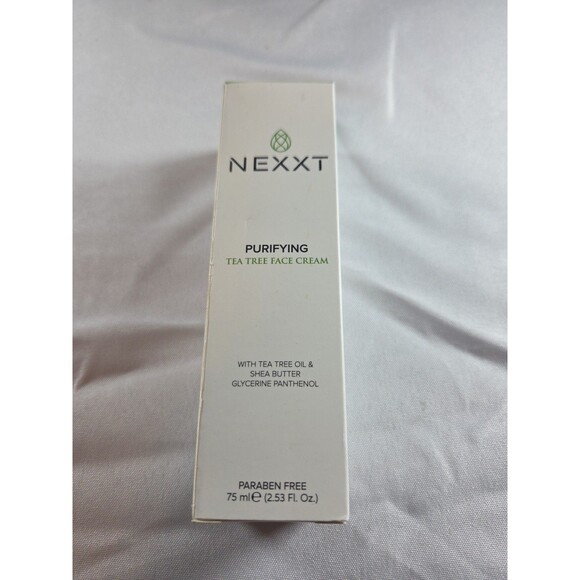 NEXXT
PURIFYING
TEA TREE FACE CREAM
WITH TEA TREE OIL &
SHEA BUTTER
GLYCERINE PANTHENOL
PARABEN FREE
75 ml ℮ (2.53 Fl. Oz.)